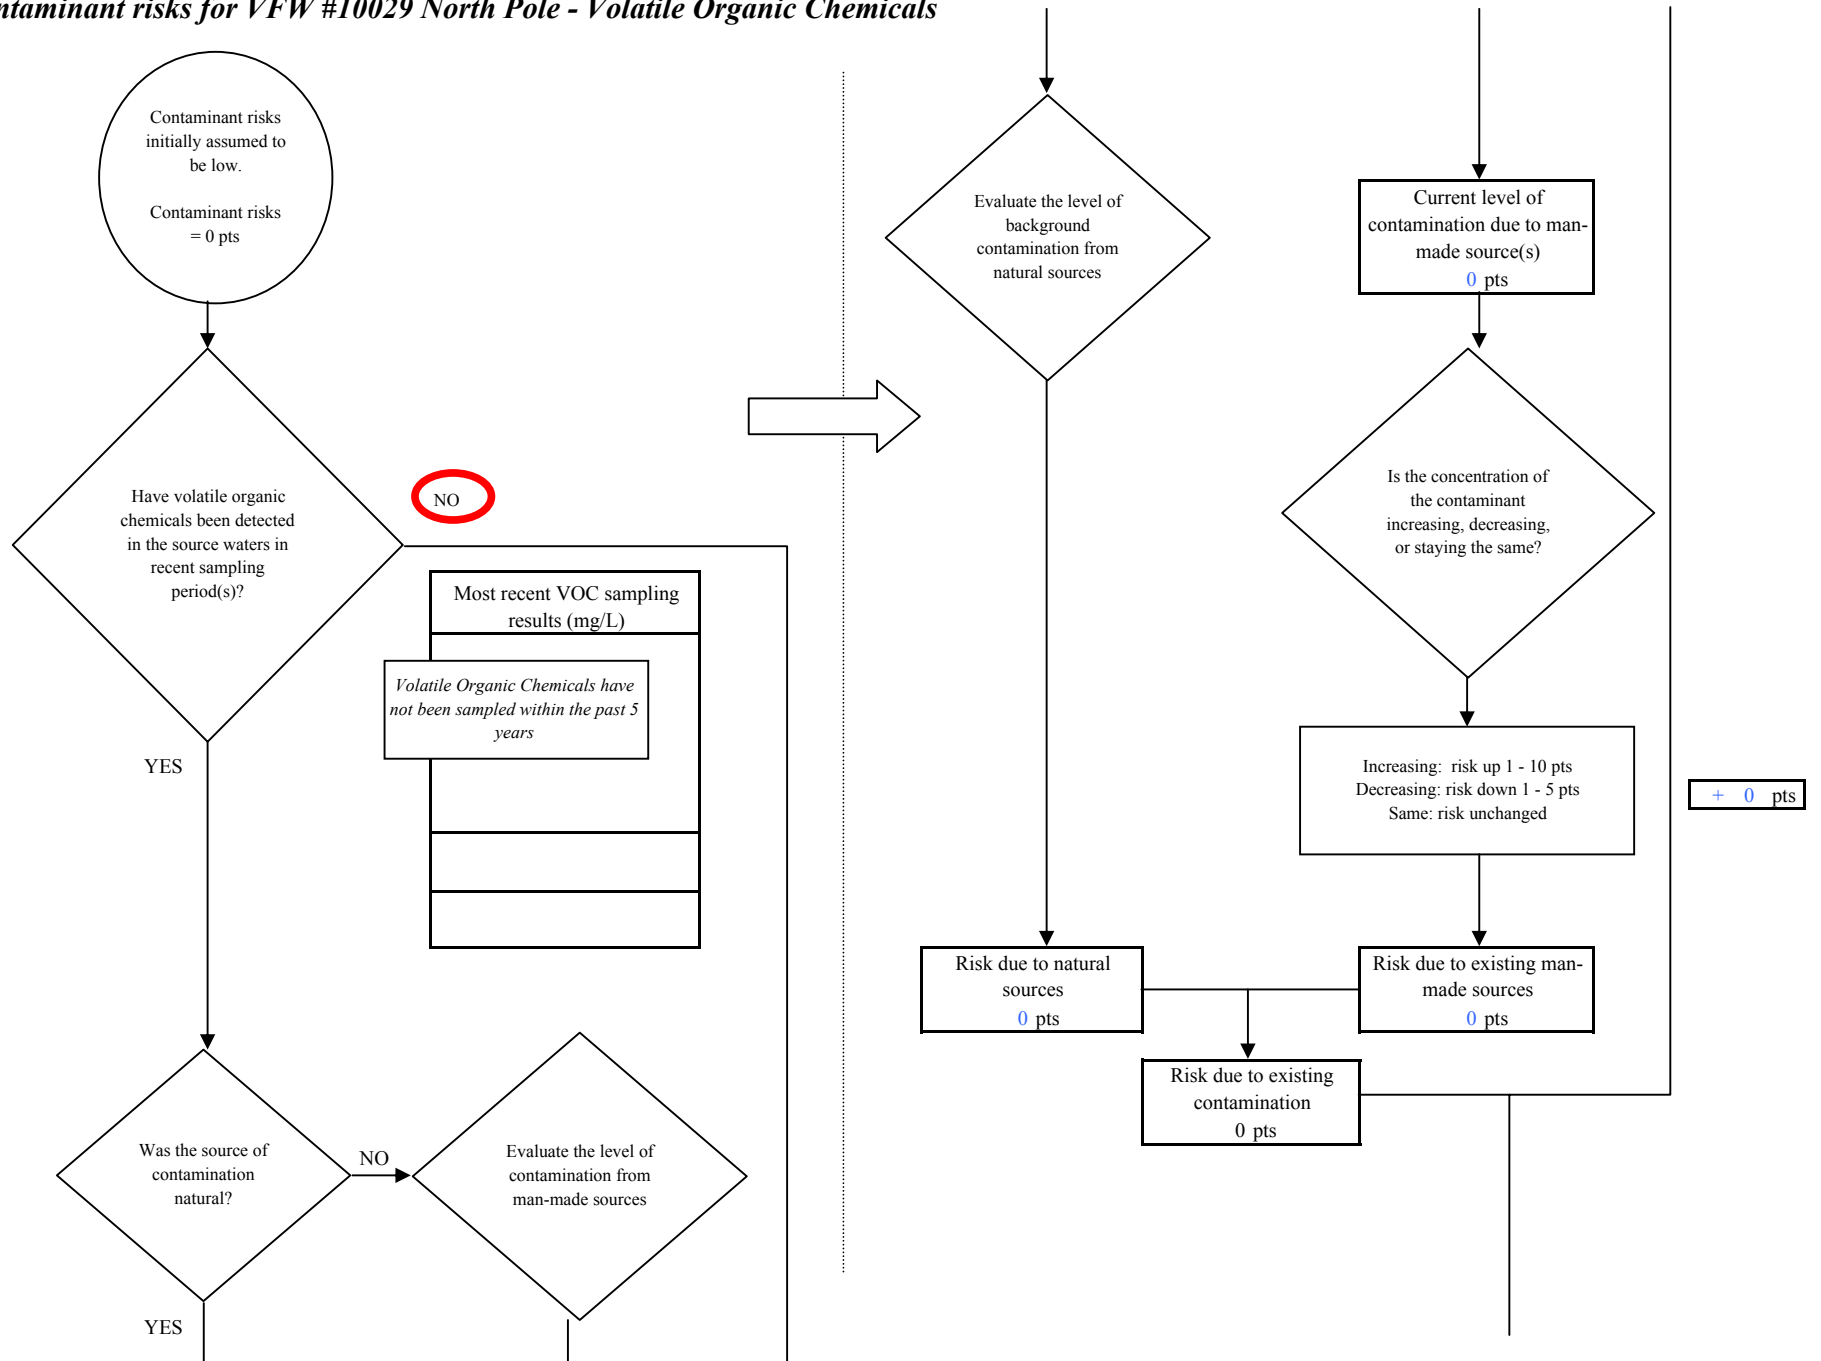 ntaminant risks for VFW #10029 North Pole - Volatile Organic Chemicals
Contaminant risks
initially assumed to
be low.
Contaminant risks
= 0 pts
Have volatile organic
chemicals been detected
in the source waters in
recent sampling
period(s)?
NO
Most recent VOC sampling
results (mg/L)
Volatile Organic Chemicals have
not been sampled within the past 5
years
YES
Was the source of
contamination
natural?
NO
Evaluate the level of
contamination from
man-made sources
YES
Evaluate the level of
background
contamination from
natural sources
Current level of
contamination due to man-
made source(s)
0 pts
Is the concentration of
the contaminant
increasing, decreasing,
or staying the same?
Increasing: risk up 1 - 10 pts
Decreasing: risk down 1 - 5 pts
Same: risk unchanged
+ 0 pts
Risk due to natural
sources
0 pts
Risk due to existing man-
made sources
0 pts
Risk due to existing
contamination
0 pts